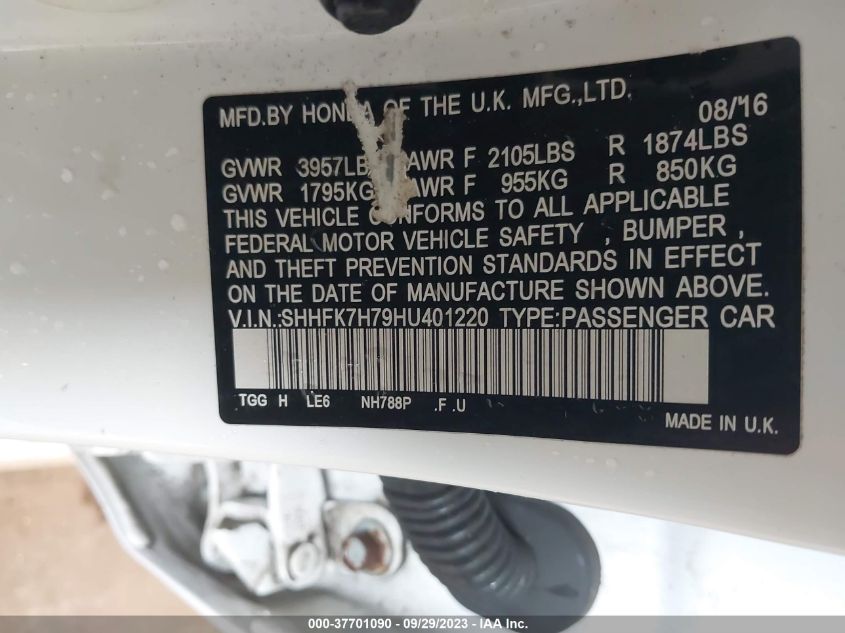 MFD.BY HONDA OF THE U.K. MFG.,LTD. 08/'16
GVWR 3957LBS GAWR F 2105LBS R 1874LBS
GVWR 1795KG GAWR F 955KG R 850KG
THIS VEHICLE CONFORMS TO ALL APPLICABLE
FEDERAL MOTOR VEHICLE SAFETY , BUMPER ,
AND THEFT PREVENTION STANDARDS IN EFFECT
ON THE DATE OF MANUFACTURE SHOWN ABOVE.
V.I.N.:SHHFK7H79HU401220 TYPE:PASSENGER CAR
TGG H LE6 NH788P .F .U
MADE IN U.K.
000-37701090 - 09/29/2023 - © IAA Inc.